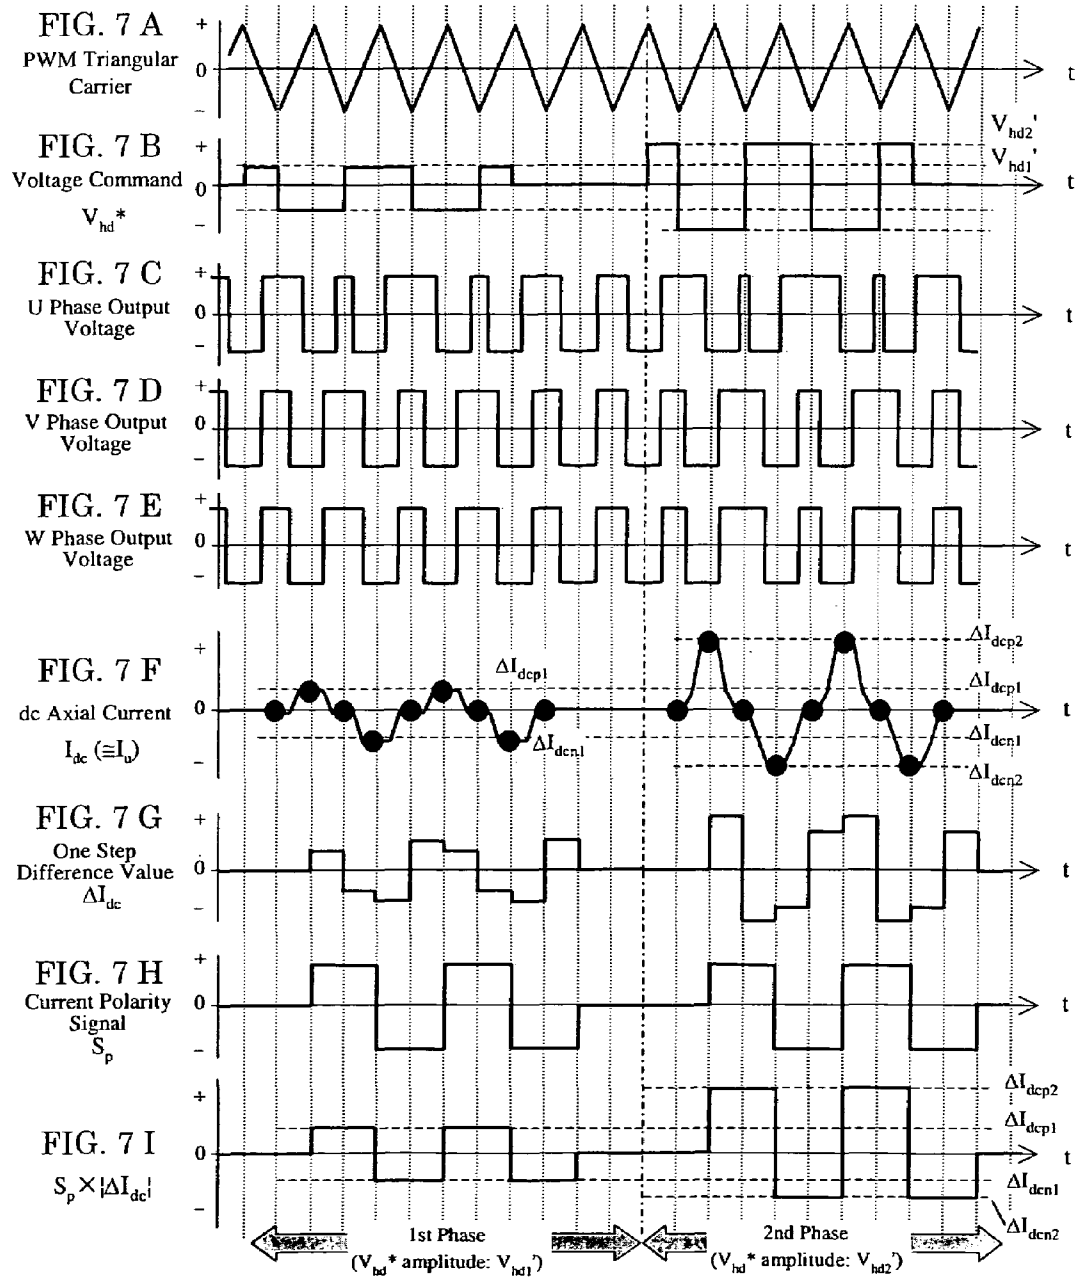 FIG. 7 A
PWM Triangular
Carrier
+
0
−
t
FIG. 7 B
Voltage Command
V_hd*
+
0
−
V_hd2'
V_hd1'
t
FIG. 7 C
U Phase Output
Voltage
+
0
−
t
FIG. 7 D
V Phase Output
Voltage
+
0
−
t
FIG. 7 E
W Phase Output
Voltage
+
0
−
t
FIG. 7 F
dc Axial Current
I_dc (≅I_u)
+
0
−
ΔI_dcp1
ΔI_dcn1
ΔI_dcp2
ΔI_dcp1
t
ΔI_dcn1
ΔI_dcn2
FIG. 7 G
One Step
Difference Value
ΔI_dc
+
0
−
t
FIG. 7 H
Current Polarity
Signal
S_p
+
0
−
t
FIG. 7 I
S_p×|ΔI_dc|
+
0
−
ΔI_dcp2
ΔI_dcp1
t
ΔI_dcn1
ΔI_dcn2
1st Phase
(V_hd* amplitude: V_hd1')
2nd Phase
(V_hd* amplitude: V_hd2')